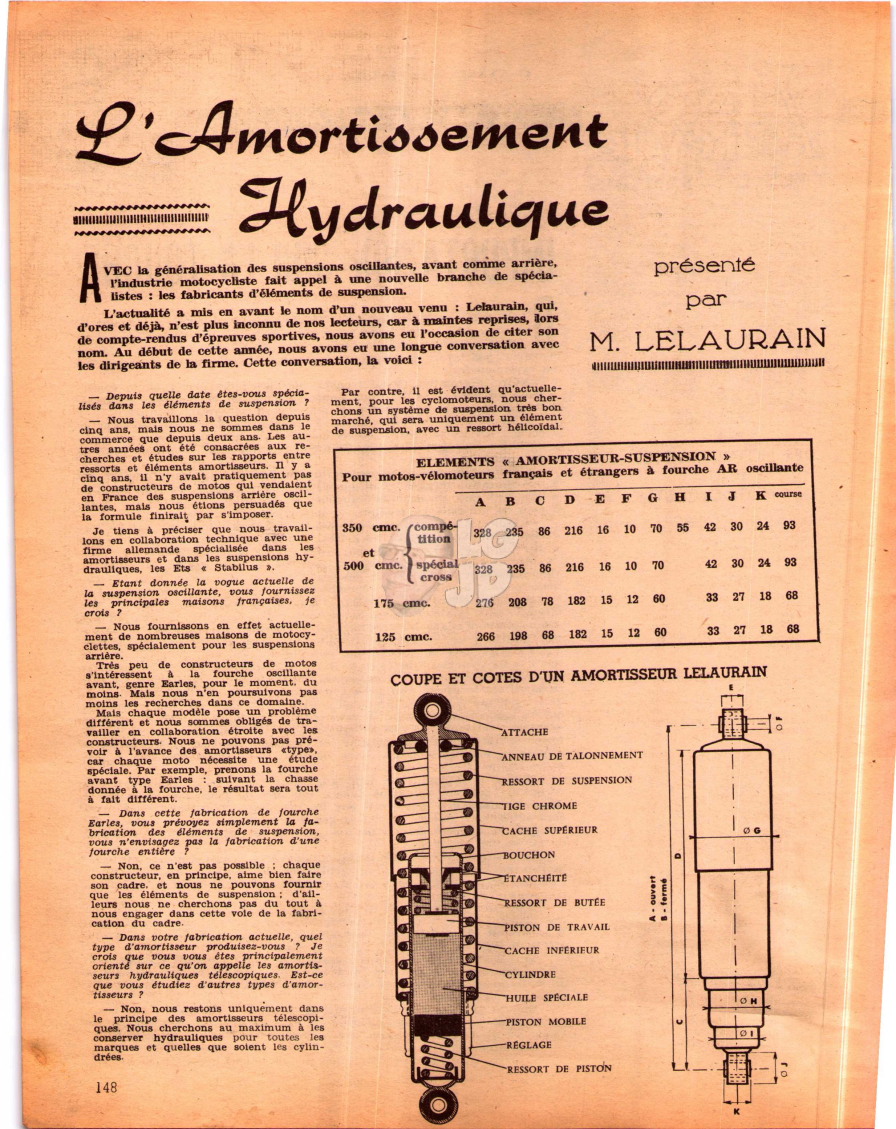 L'Amortissement
Hydraulique
présenté
par
M. LELAURAIN
AVEC la généralisation des suspensions oscillantes, avant comme arrière,
l'industrie motocycliste fait appel à une nouvelle branche de spécia-
listes : les fabricants d'éléments de suspension.
L'actualité a mis en avant le nom d'un nouveau venu : Lelaurain, qui,
d'ores et déjà, n'est plus inconnu de nos lecteurs, car à maintes reprises, lors
de compte-rendus d'épreuves sportives, nous avons eu l'occasion de citer son
nom. Au début de cette année, nous avons eu une longue conversation avec
les dirigeants de la firme. Cette conversation, la voici :
— Depuis quelle date êtes-vous spécia-
lisés dans les éléments de suspension ?
— Nous travaillons la question depuis
cinq ans, mais nous ne sommes dans le
commerce que depuis deux ans. Les au-
tres années ont été consacrées aux re-
cherches et études sur les rapports entre
ressorts et éléments amortisseurs. Il y a
cinq ans, il n'y avait pratiquement pas
de constructeurs de motos qui vendaient
en France des suspensions arrière oscil-
lantes, mais nous étions persuadés que
la formule finirait par s'imposer.
Je tiens à préciser que nous travail-
lons en collaboration technique avec une
firme allemande spécialisée dans les
amortisseurs et dans les suspensions hy-
drauliques, les Ets « Stabilus ».
— Etant donnée la vogue actuelle de
la suspension oscillante, vous fournissez
les principales maisons françaises, je
crois ?
— Nous fournissons en effet actuelle-
ment de nombreuses maisons de motocy-
clettes, spécialement pour les suspensions
arrière.
Très peu de constructeurs de motos
s'intéressent à la fourche oscillante
avant, genre Earles, pour le moment, du
moins. Mais nous n'en poursuivons pas
moins les recherches dans ce domaine.
Mais chaque modèle pose un problème
différent et nous sommes obligés de tra-
vailler en collaboration étroite avec les
constructeurs. Nous ne pouvons pas pré-
voir à l'avance des amortisseurs «type»,
car chaque moto nécessite une étude
spéciale. Par exemple, prenons la fourche
avant type Earles : suivant la chasse
donnée à la fourche, le résultat sera tout
à fait différent.
— Dans cette fabrication de fourche
Earles, vous prévoyez simplement la fa-
brication des éléments de suspension,
vous n'envisagez pas la fabrication d'une
fourche entière ?
— Non, ce n'est pas possible ; chaque
constructeur, en principe, aime bien faire
son cadre, et nous ne pouvons fournir
que les éléments de suspension ; d'ail-
leurs nous ne cherchons pas du tout à
nous engager dans cette voie de la fabri-
cation du cadre.
— Dans votre fabrication actuelle, quel
type d'amortisseur produisez-vous ? Je
crois que vous vous êtes principalement
orienté sur ce qu'on appelle les amortis-
seurs hydrauliques télescopiques. Est-ce
que vous étudiez d'autres types d'amor-
tisseurs ?
— Non, nous restons uniquement dans
le principe des amortisseurs télescopi-
ques. Nous cherchons au maximum à les
conserver hydrauliques pour toutes les
marques et quelles que soient les cylin-
drées.
Par contre, il est évident qu'actuelle-
ment, pour les cyclomoteurs, nous cher-
chons un système de suspension très bon
marché, qui sera uniquement un élément
de suspension, avec un ressort hélicoïdal.
ELEMENTS « AMORTISSEUR-SUSPENSION »
Pour motos-vélomoteurs français et étrangers à fourche AR oscillante
A B C D E F G H I J K course
350 cmc. compé-tition 328 235 86 216 16 10 70 55 42 30 24 93
et
500 cmc. spécial cross 328 235 86 216 16 10 70 42 30 24 93
175 cmc. 276 208 78 182 15 12 60 33 27 18 68
125 cmc. 266 198 68 182 15 12 60 33 27 18 68
LG
JB
COUPE ET COTES D'UN AMORTISSEUR LELAURAIN
ATTACHE
ANNEAU DE TALONNEMENT
RESSORT DE SUSPENSION
TIGE CHROME
CACHE SUPÉRIEUR
BOUCHON
ÉTANCHÉITÉ
RESSORT DE BUTÉE
PISTON DE TRAVAIL
CACHE INFÉRIEUR
CYLINDRE
HUILE SPÉCIALE
PISTON MOBILE
RÉGLAGE
RESSORT DE PISTON
E
Ø F
Ø G
D
A - ouvert
B - fermé
Ø H
C
Ø I
Ø J
K
148